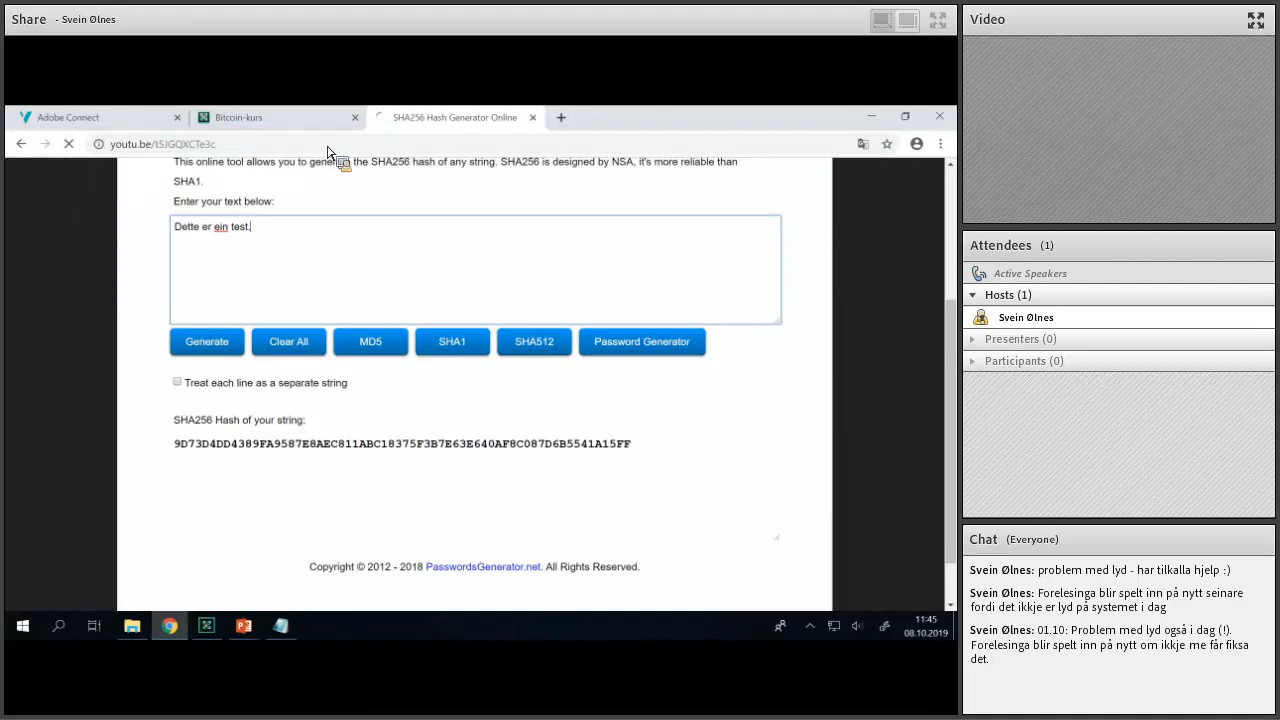 Share - Svein Ølnes
Adobe Connect
Bitcoin-kurs
SHA256 Hash Generator Online
youtu.be/t5JGQXCTe3c
This online tool allows you to generate the SHA256 hash of any string. SHA256 is designed by NSA, it's more reliable than
SHA1.
Enter your text below:
Dette er ein test.
Generate
Clear All
MD5
SHA1
SHA512
Password Generator
Treat each line as a separate string
SHA256 Hash of your string:
9D73D4DD4389FA9587E8AEC811ABC18375F3B7E63E640AF8C087D6B5541A15FF
Copyright © 2012 - 2018 PasswordsGenerator.net. All Rights Reserved.
11:45
08.10.2019
Video
Attendees (1)
Active Speakers
Hosts (1)
Svein Ølnes
Presenters (0)
Participants (0)
Chat (Everyone)
Svein Ølnes: problem med lyd - har tilkalla hjelp :)
Svein Ølnes: Forelesinga blir spelt inn på nytt seinare
fordi det ikkje er lyd på systemet i dag
Svein Ølnes: 01.10: Problem med lyd også i dag (!).
Forelesinga blir spelt inn på nytt om ikkje me får fiksa
det.